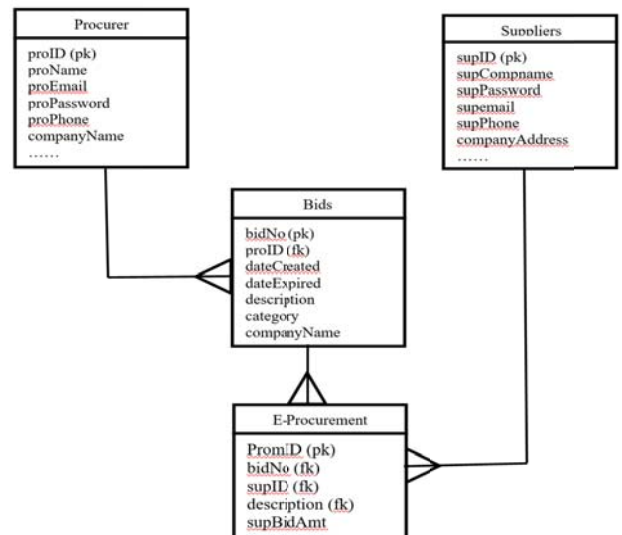 Procurer
proID (pk)
proName
proEmail
proPassword
proPhone
companyName
......
Suppliers
supID (pk)
supCompname
supPassword
supemail
supPhone
companyAddress
......
Bids
bidNo (pk)
proID (fk)
dateCreated
dateExpired
description
category
companyName
E-Procurement
PromID (pk)
bidNo (fk)
supID (fk)
description (fk)
supBidAmt